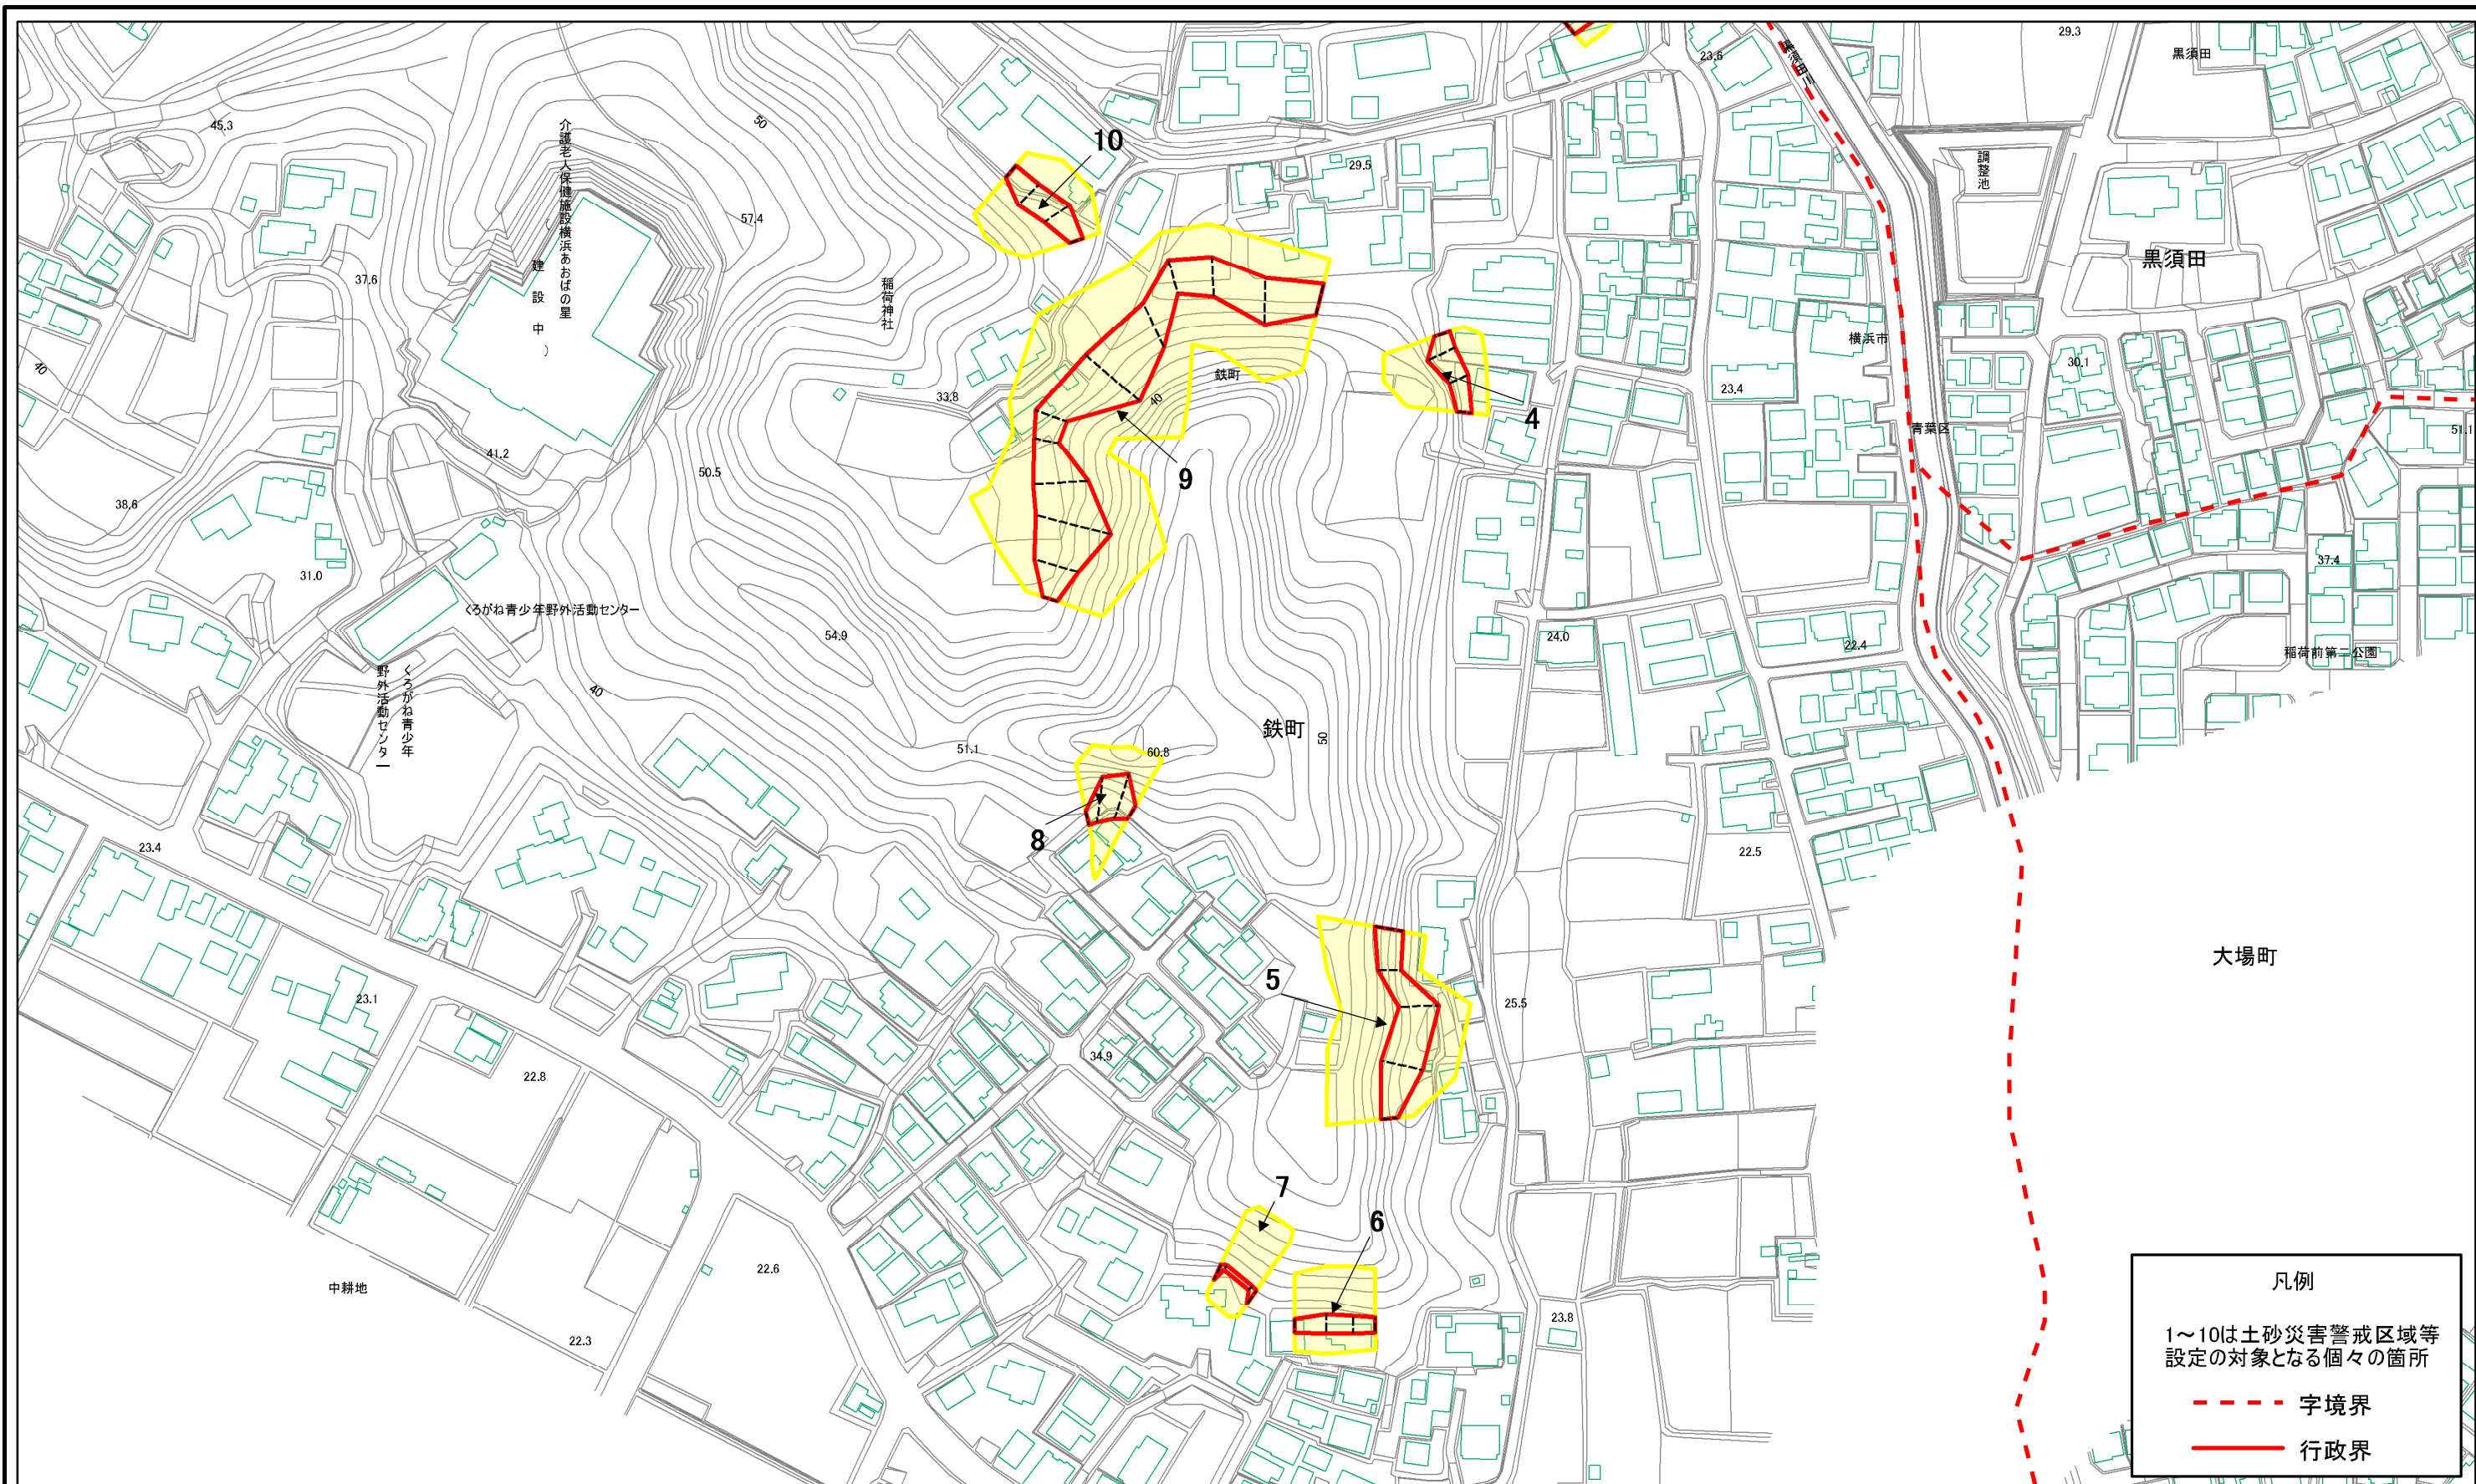 29.3
黒須田
23.6
黒須田川
45.3
50
介護老人保健施設横浜あおばの星
（建設中）
10
29.5
調整池
57.4
37.6
稲荷神社
黒須田
横浜市
30.1
40
33.8
鉄町
40
23.4
4
青葉区
51.1
41.2
50.5
9
38.6
31.0
37.4
くろがね青少年野外活動センター
54.9
24.0
22.4
稲荷前第二公園
くろがね青少年
野外活動センター
40
鉄町
50
51.1
60.8
8
23.4
22.5
大場町
5
23.1
25.5
34.9
22.8
7
6
22.6
中耕地
23.8
22.3
凡例
1～10は土砂災害警戒区域等
設定の対象となる個々の箇所
字境界
行政界